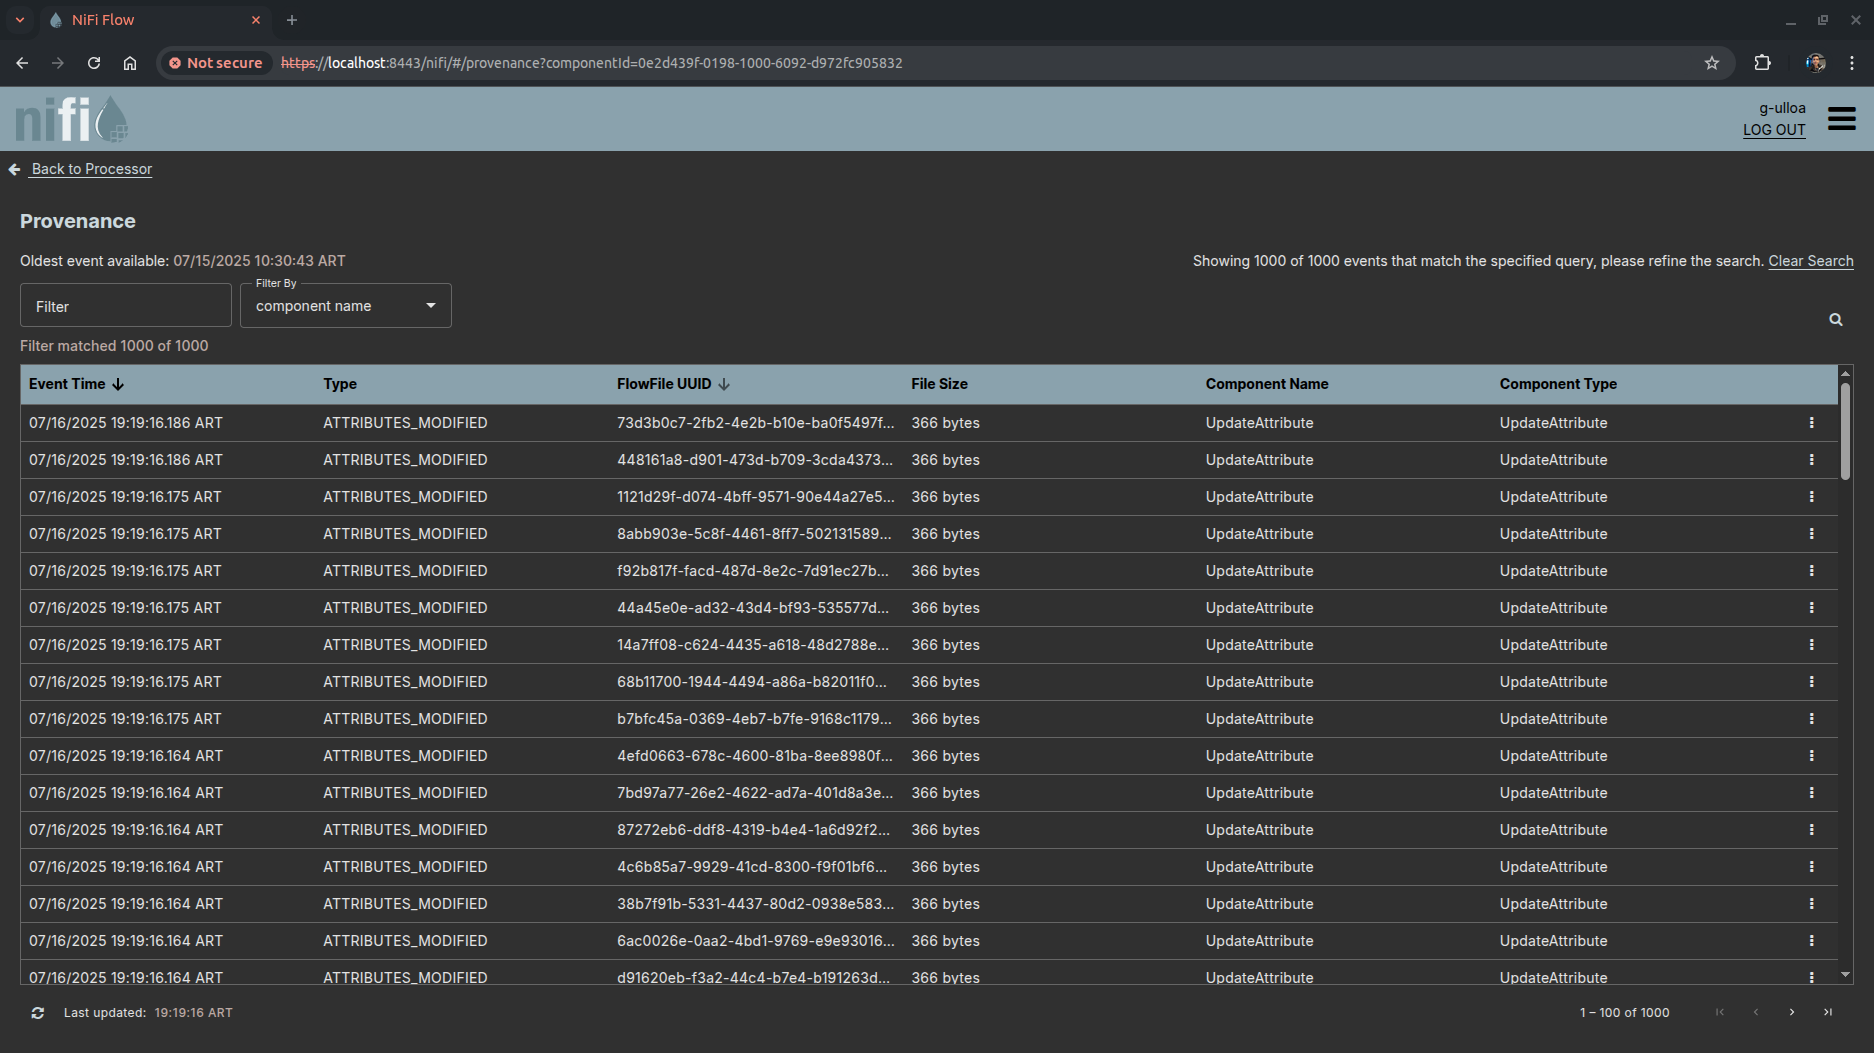 NiFi Flow
Not secure https://localhost:8443/nifi/#/provenance?componentId=0e2d439f-0198-1000-6092-d972fc905832
nifi
g-ulloa
LOG OUT
Back to Processor
Provenance
Oldest event available: 07/15/2025 10:30:43 ART
Showing 1000 of 1000 events that match the specified query, please refine the search. Clear Search
Filter
Filter By
component name
Filter matched 1000 of 1000
Event Time Type FlowFile UUID File Size Component Name Component Type
07/16/2025 19:19:16.186 ART ATTRIBUTES_MODIFIED 73d3b0c7-2fb2-4e2b-b10e-ba0f5497f... 366 bytes UpdateAttribute UpdateAttribute
07/16/2025 19:19:16.186 ART ATTRIBUTES_MODIFIED 448161a8-d901-473d-b709-3cda4373... 366 bytes UpdateAttribute UpdateAttribute
07/16/2025 19:19:16.175 ART ATTRIBUTES_MODIFIED 1121d29f-d074-4bff-9571-90e44a27e5... 366 bytes UpdateAttribute UpdateAttribute
07/16/2025 19:19:16.175 ART ATTRIBUTES_MODIFIED 8abb903e-5c8f-4461-8ff7-502131589... 366 bytes UpdateAttribute UpdateAttribute
07/16/2025 19:19:16.175 ART ATTRIBUTES_MODIFIED f92b817f-facd-487d-8e2c-7d91ec27b... 366 bytes UpdateAttribute UpdateAttribute
07/16/2025 19:19:16.175 ART ATTRIBUTES_MODIFIED 44a45e0e-ad32-43d4-bf93-535577d... 366 bytes UpdateAttribute UpdateAttribute
07/16/2025 19:19:16.175 ART ATTRIBUTES_MODIFIED 14a7ff08-c624-4435-a618-48d2788e... 366 bytes UpdateAttribute UpdateAttribute
07/16/2025 19:19:16.175 ART ATTRIBUTES_MODIFIED 68b11700-1944-4494-a86a-b82011f0... 366 bytes UpdateAttribute UpdateAttribute
07/16/2025 19:19:16.175 ART ATTRIBUTES_MODIFIED b7bfc45a-0369-4eb7-b7fe-9168c1179... 366 bytes UpdateAttribute UpdateAttribute
07/16/2025 19:19:16.164 ART ATTRIBUTES_MODIFIED 4efd0663-678c-4600-81ba-8ee8980f... 366 bytes UpdateAttribute UpdateAttribute
07/16/2025 19:19:16.164 ART ATTRIBUTES_MODIFIED 7bd97a77-26e2-4622-ad7a-401d8a3e... 366 bytes UpdateAttribute UpdateAttribute
07/16/2025 19:19:16.164 ART ATTRIBUTES_MODIFIED 87272eb6-ddf8-4319-b4e4-1a6d92f2... 366 bytes UpdateAttribute UpdateAttribute
07/16/2025 19:19:16.164 ART ATTRIBUTES_MODIFIED 4c6b85a7-9929-41cd-8300-f9f01bf6... 366 bytes UpdateAttribute UpdateAttribute
07/16/2025 19:19:16.164 ART ATTRIBUTES_MODIFIED 38b7f91b-5331-4437-80d2-0938e583... 366 bytes UpdateAttribute UpdateAttribute
07/16/2025 19:19:16.164 ART ATTRIBUTES_MODIFIED 6ac0026e-0aa2-4bd1-9769-e9e93016... 366 bytes UpdateAttribute UpdateAttribute
07/16/2025 19:19:16.164 ART ATTRIBUTES_MODIFIED d91620eb-f3a2-44c4-b7e4-b191263d... 366 bytes UpdateAttribute UpdateAttribute
Last updated: 19:19:16 ART
1 – 100 of 1000